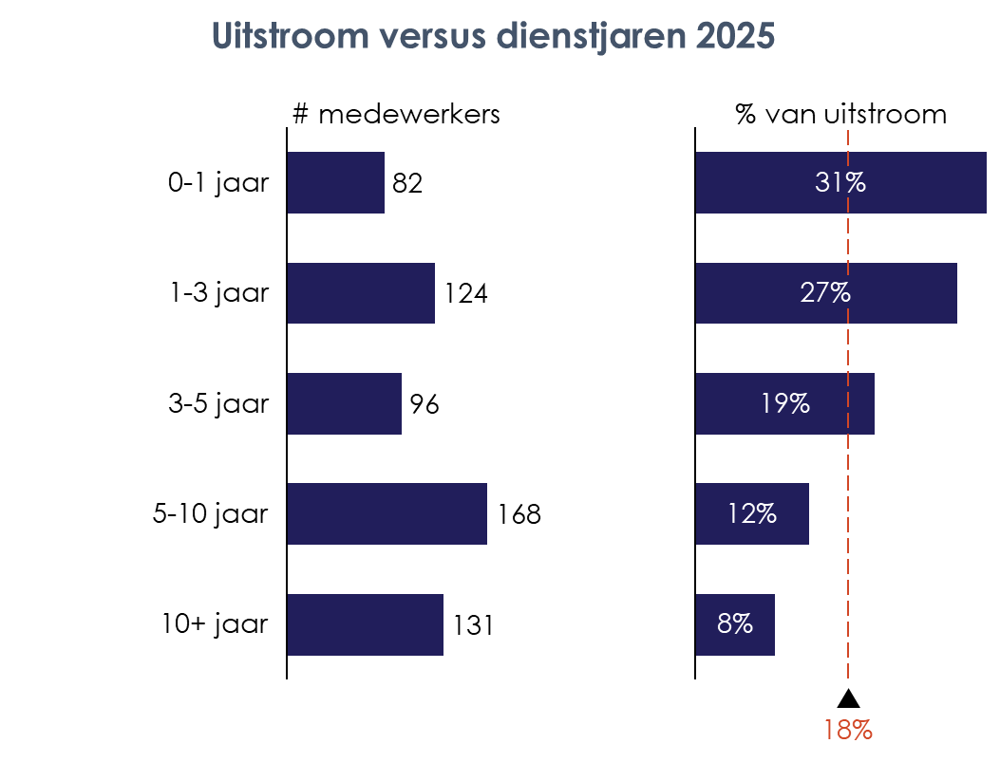 Uitstroom versus dienstjaren 2025
# medewerkers % van uitstroom
0-1 jaar 82 31%
1-3 jaar 124 27%
3-5 jaar 96 19%
5-10 jaar 168 12%
10+ jaar 131 8%
18%